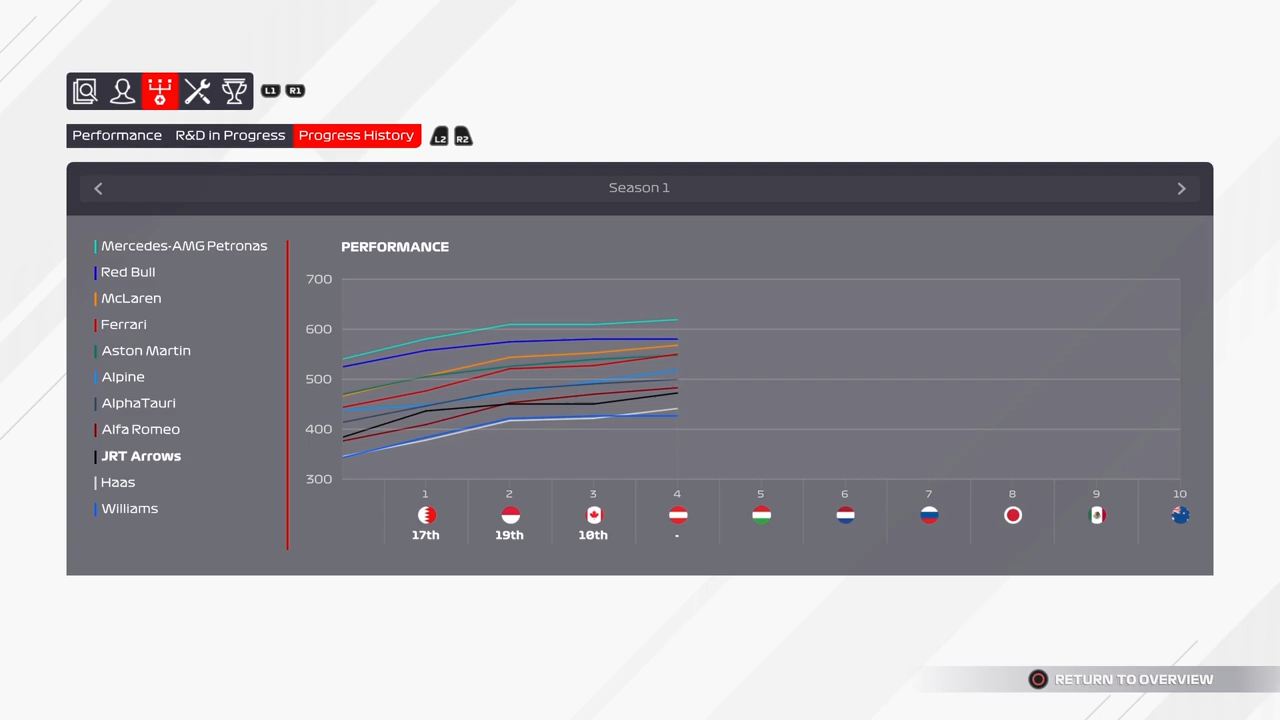 L1 R1
Performance R&D in Progress Progress History L2 R2
Season 1
Mercedes-AMG Petronas
Red Bull
McLaren
Ferrari
Aston Martin
Alpine
AlphaTauri
Alfa Romeo
JRT Arrows
Haas
Williams
PERFORMANCE
700
600
500
400
300
1 2 3 4 5 6 7 8 9 10
17th 19th 10th -
RETURN TO OVERVIEW